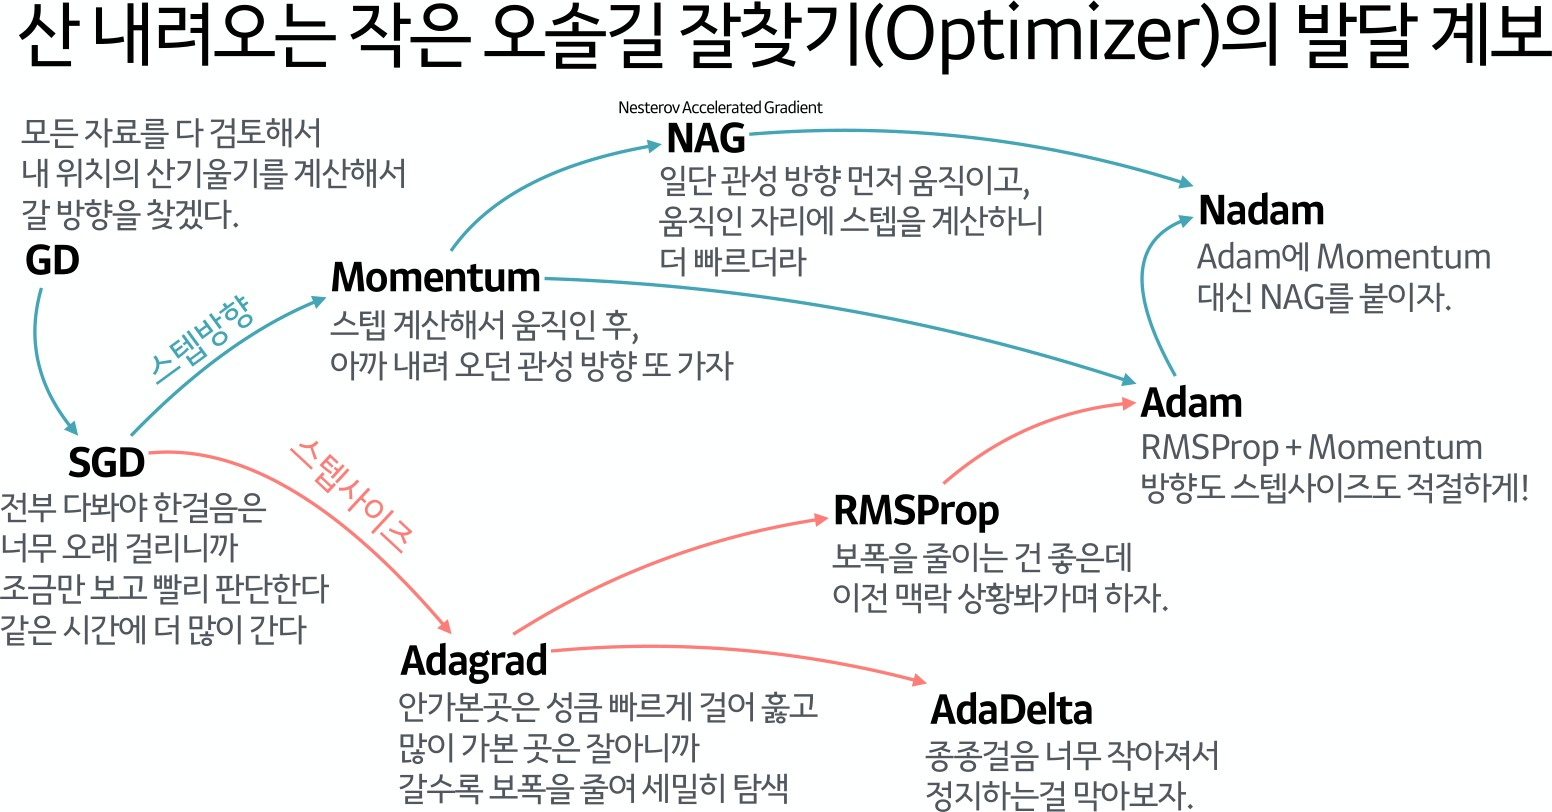 산 내려오는 작은 오솔길 잘찾기(Optimizer)의 발달 계보
모든 자료를 다 검토해서
내 위치의 산기울기를 계산해서
갈 방향을 찾겠다.
GD
스텝방향
SGD
전부 다봐야 한걸음은
너무 오래 걸리니까
조금만 보고 빨리 판단한다
같은 시간에 더 많이 간다
스텝사이즈
Momentum
스텝 계산해서 움직인 후,
아까 내려 오던 관성 방향 또 가자
Nesterov Accelerated Gradient
NAG
일단 관성 방향 먼저 움직이고,
움직인 자리에 스텝을 계산하니
더 빠르더라
Nadam
Adam에 Momentum
대신 NAG를 붙이자.
Adam
RMSProp + Momentum
방향도 스텝사이즈도 적절하게!
RMSProp
보폭을 줄이는 건 좋은데
이전 맥락 상황봐가며 하자.
Adagrad
안가본곳은 성큼 빠르게 걸어 훑고
많이 가본 곳은 잘아니까
갈수록 보폭을 줄여 세밀히 탐색
AdaDelta
종종걸음 너무 작아져서
정지하는걸 막아보자.